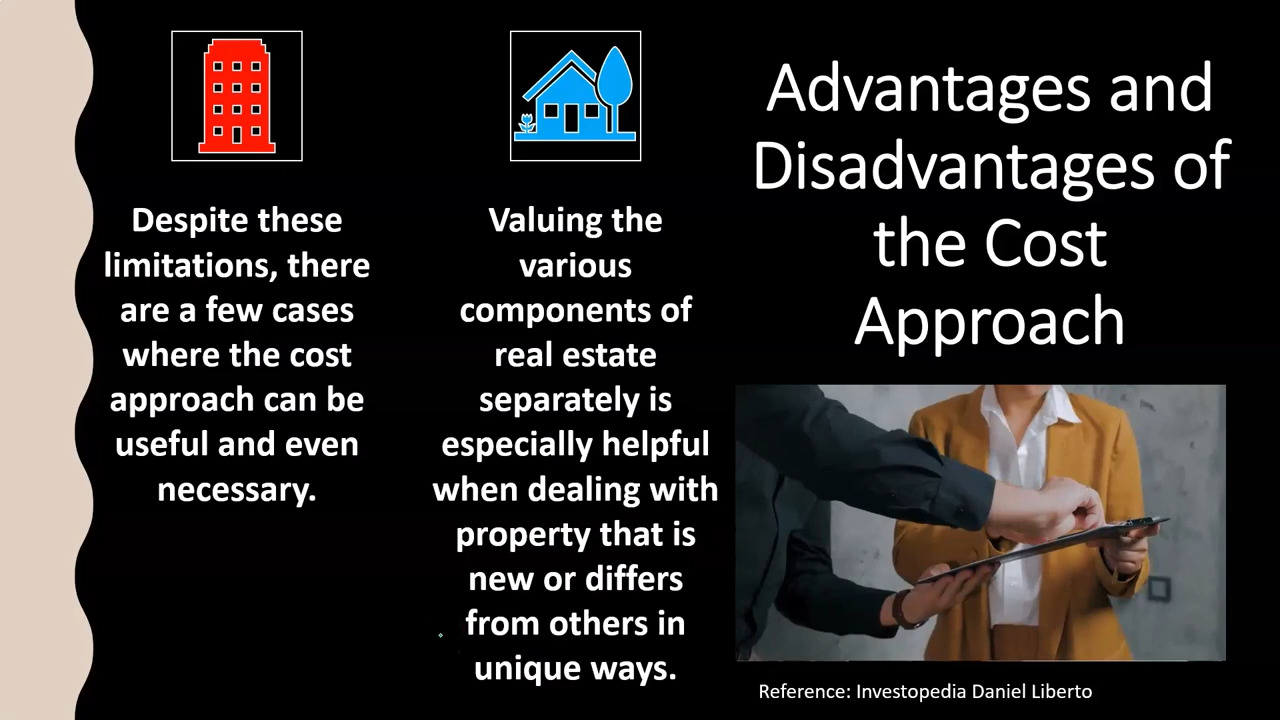 Despite these
limitations, there
are a few cases
where the cost
approach can be
useful and even
necessary.
Valuing the
various
components of
real estate
separately is
especially helpful
when dealing with
property that is
new or differs
from others in
unique ways.
Advantages and
Disadvantages of
the Cost
Approach
Reference: Investopedia Daniel Liberto